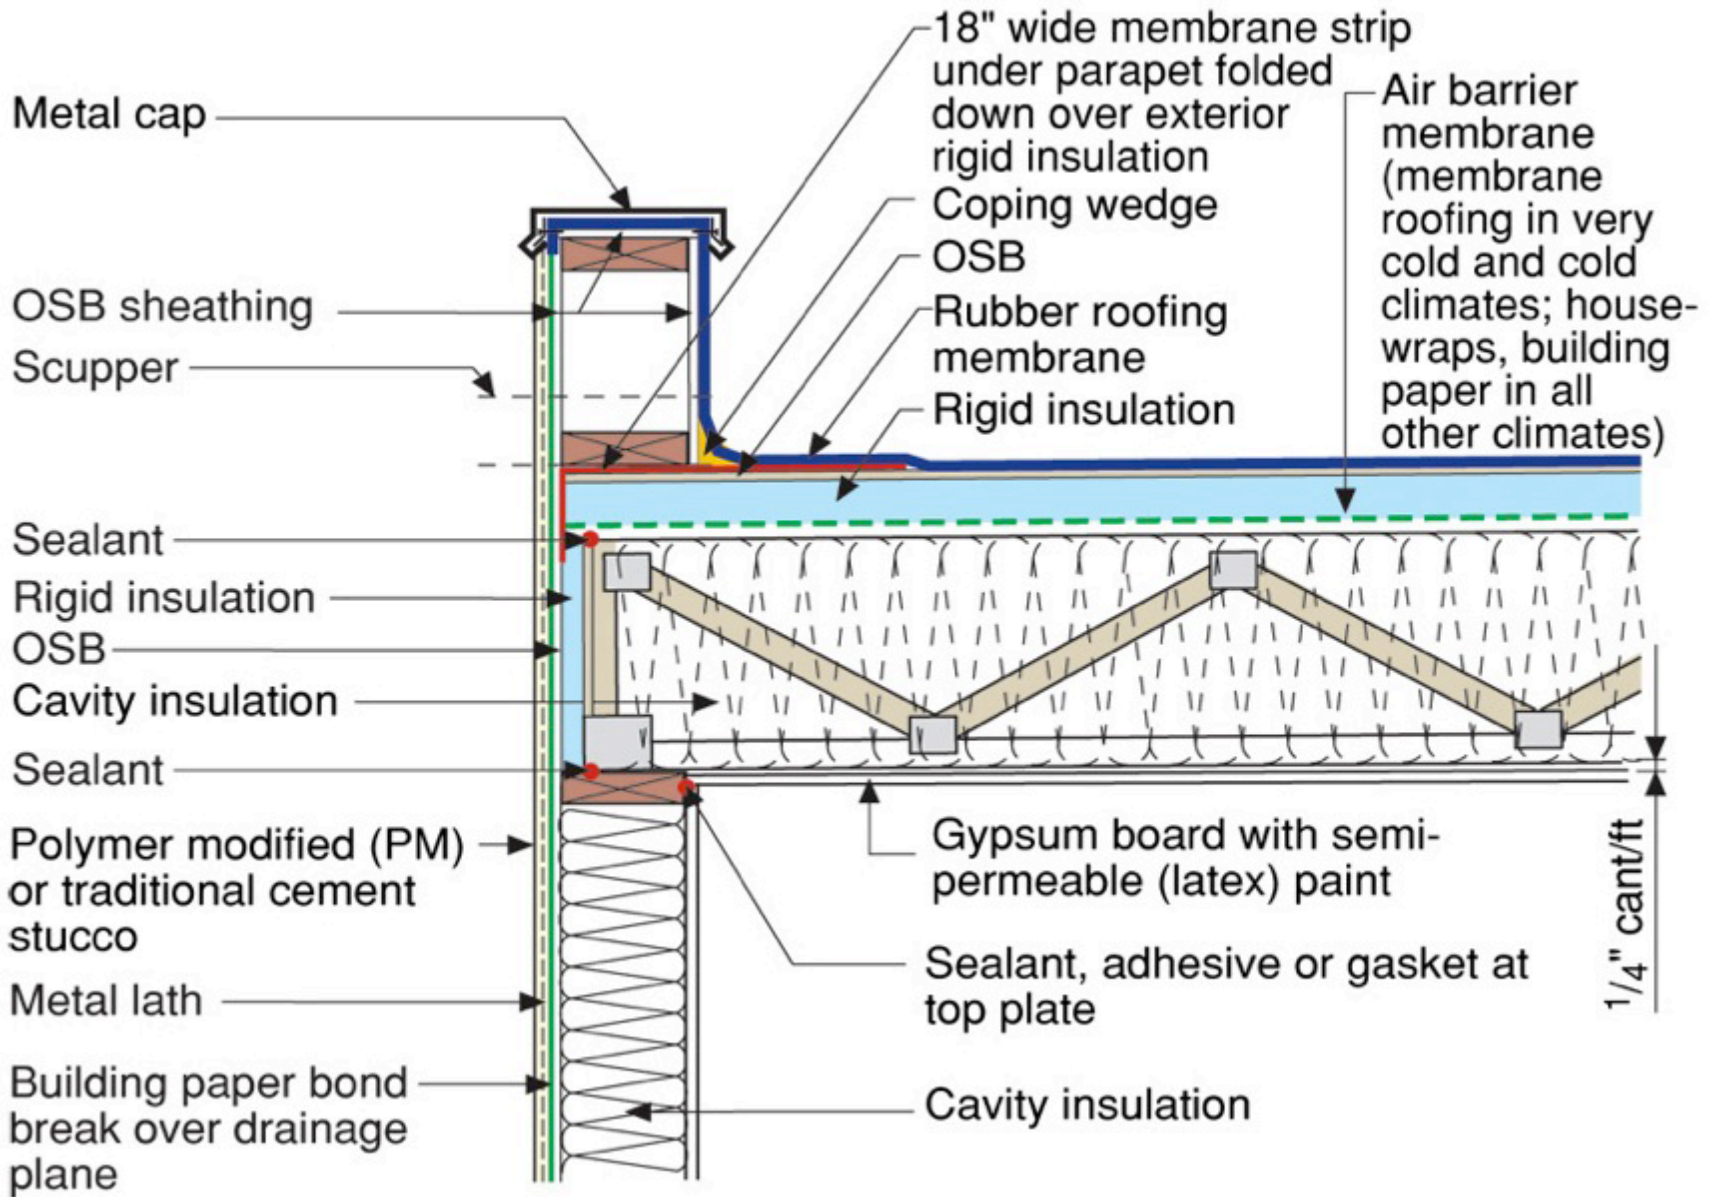 Metal cap
OSB sheathing
Scupper
Sealant
Rigid insulation
OSB
Cavity insulation
Sealant
Polymer modified (PM)
or traditional cement
stucco
Metal lath
Building paper bond
break over drainage
plane
18" wide membrane strip
under parapet folded
down over exterior
rigid insulation
Coping wedge
OSB
Rubber roofing
membrane
Rigid insulation
Air barrier
membrane
(membrane
roofing in very
cold and cold
climates; house-
wraps, building
paper in all
other climates)
Gypsum board with semi-
permeable (latex) paint
Sealant, adhesive or gasket at
top plate
Cavity insulation
1/4" cant/ft